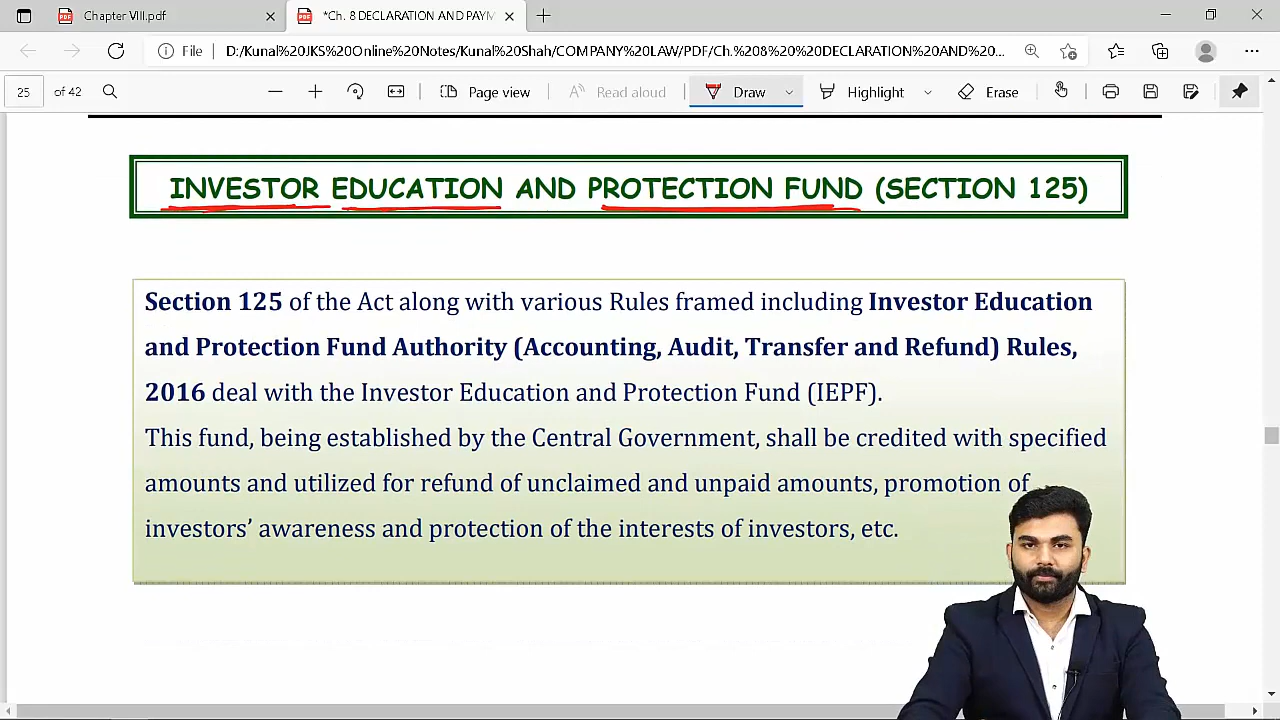 Chapter VIII.pdf
*Ch. 8 DECLARATION AND PAYM
File
D:/Kunal%20JKS%20Online%20Notes/Kunal%20Shah/COMPANY%20LAW/PDF/Ch.%208%20%20DECLARATION%20AND%20...
25 of 42
Page view
Read aloud
Draw
Highlight
Erase
INVESTOR EDUCATION AND PROTECTION FUND (SECTION 125)
Section 125 of the Act along with various Rules framed including Investor Education
and Protection Fund Authority (Accounting, Audit, Transfer and Refund) Rules,
2016 deal with the Investor Education and Protection Fund (IEPF).
This fund, being established by the Central Government, shall be credited with specified
amounts and utilized for refund of unclaimed and unpaid amounts, promotion of
investors’ awareness and protection of the interests of investors, etc.